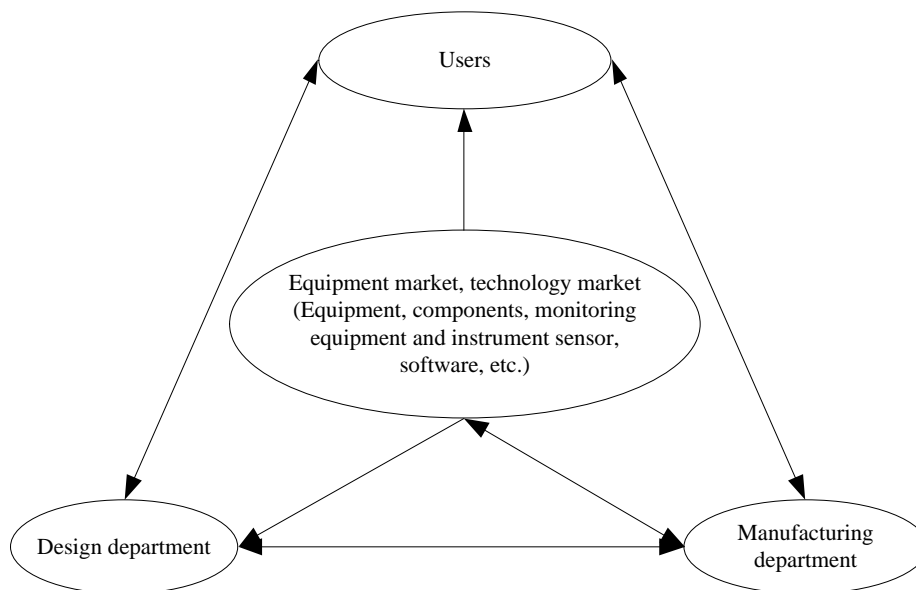 Users
Equipment market, technology market
(Equipment, components, monitoring
equipment and instrument sensor,
software, etc.)
Design department
Manufacturing
department